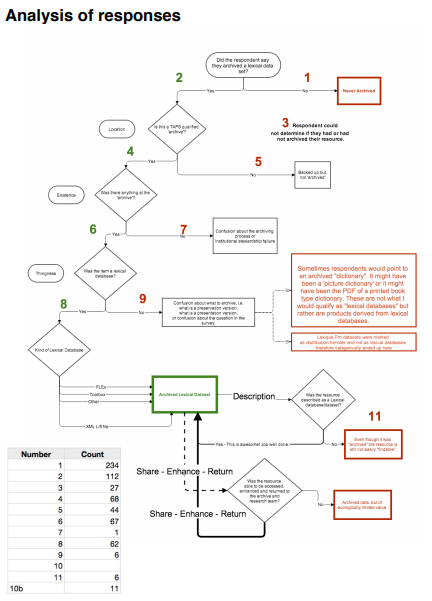 Analysis of responses
Did the respondent say
they archived a lexical data
set?
2
1
Yes
No
Never Archived
3 Respondent could
not determine if they had or had
not archived their resource.
Location
Is this a TAPS qualified
'archive'?
4
5
Yes
No
Backed up but
not 'archived'
Existence
Was there anything at the
'archive'?
6
7
Yes
No
Confusion about the archiving
process or
institutional stewardship failure
Thingness
Was the item a lexical
database?
8
9
Yes
No
Confusion about what to archive, i.e.
what is a preservation version,
what is a presentation version,
or confusion about the question in the
survey.
Sometimes respondents would point to
an archived "dictionary". It might have
been a 'picture dictionary' or it might
have been the PDF of a printed book
type dictionary. These are not what I
would qualify as "lexical databases" but
rather are products derived from lexical
databases.
Lexique Pro datasets were marked
as distribution formats and not as lexical databases
therefore categorically ended up here.
Kind of Lexical Database
FLEx
Toolbox
Other
XML-Lift/tei
Archived Lexical Dataset
Description
Was the resource
described as a Lexical
database/dataset?
11
Yes - This is awesome! Job well done.
No
Even though it was
"archived" the resource is
still not easily "findable"
Share - Enhance - Return
Was the resource
able to be accessed,
enhanced and returned to
the archive and
research team?
Share - Enhance - Return
No
Archived data, but of
ecologically limited value
Number Count
1 234
2 112
3 27
4 68
5 44
6 67
7 1
8 62
9 6
10
11 6
10b 11